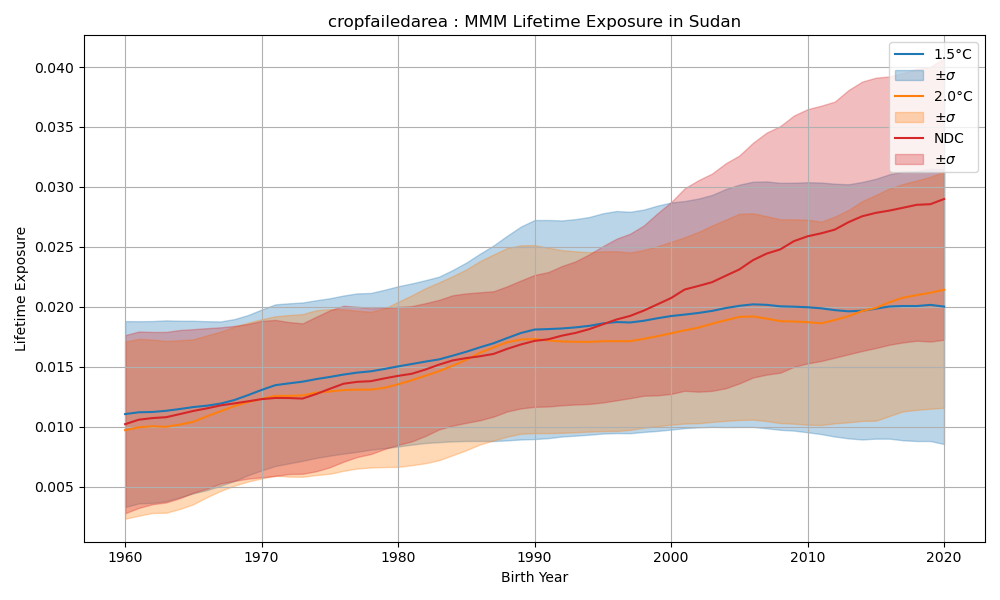 cropfailedarea : MMM Lifetime Exposure in Sudan
Lifetime Exposure
0.040
0.035
0.030
0.025
0.020
0.015
0.010
0.005
1960 1970 1980 1990 2000 2010 2020
Birth Year
1.5°C
±σ
2.0°C
±σ
NDC
±σ